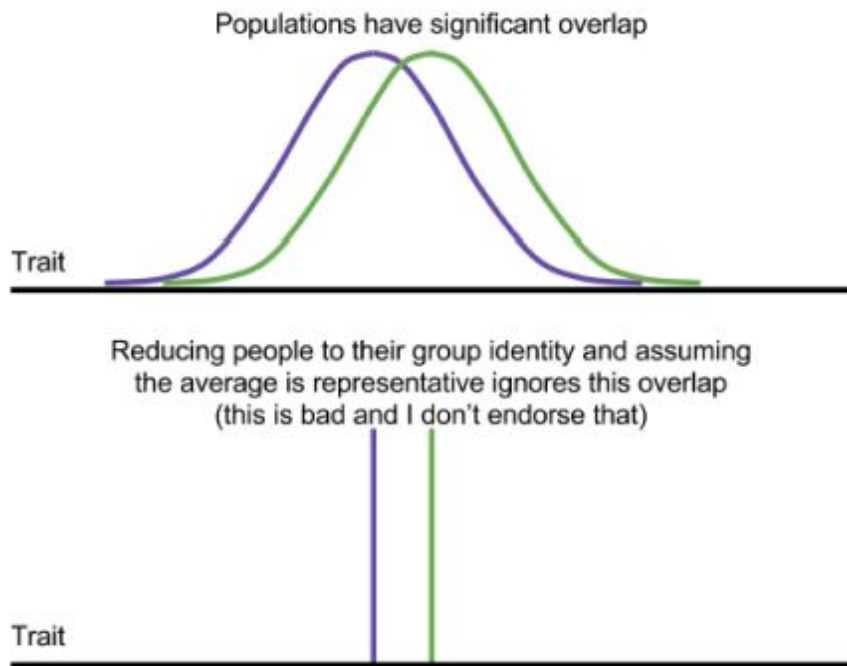 Populations have significant overlap
Trait
Reducing people to their group identity and assuming
the average is representative ignores this overlap
(this is bad and I don't endorse that)
Trait